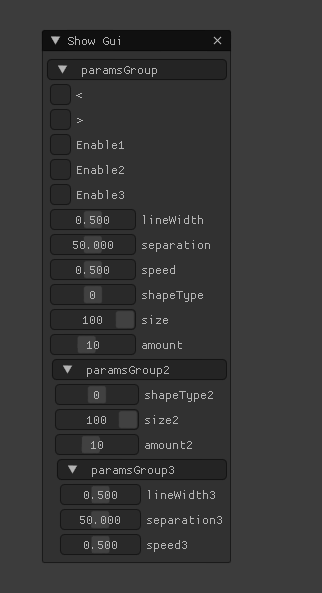 Show Gui
paramsGroup
<
>
Enable1
Enable2
Enable3
0.500 lineWidth
50.000 separation
0.500 speed
0 shapeType
100 size
10 amount
paramsGroup2
0 shapeType2
100 size2
10 amount2
paramsGroup3
0.500 lineWidth3
50.000 separation3
0.500 speed3